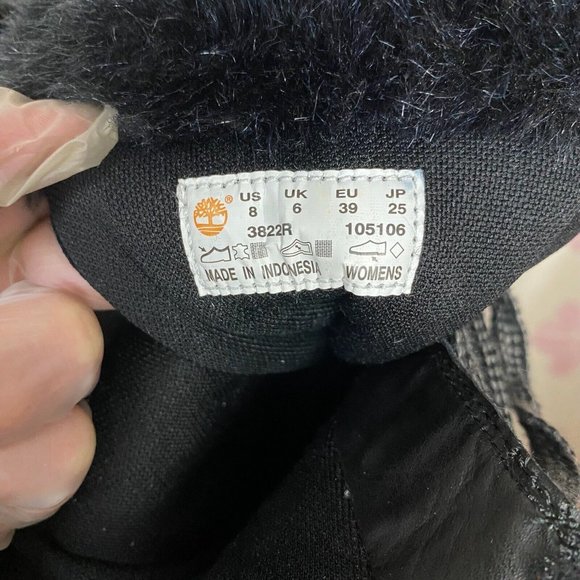 US UK EU JP
8 6 39 25
3822R 105106
MADE IN INDONESIA WOMENS
®